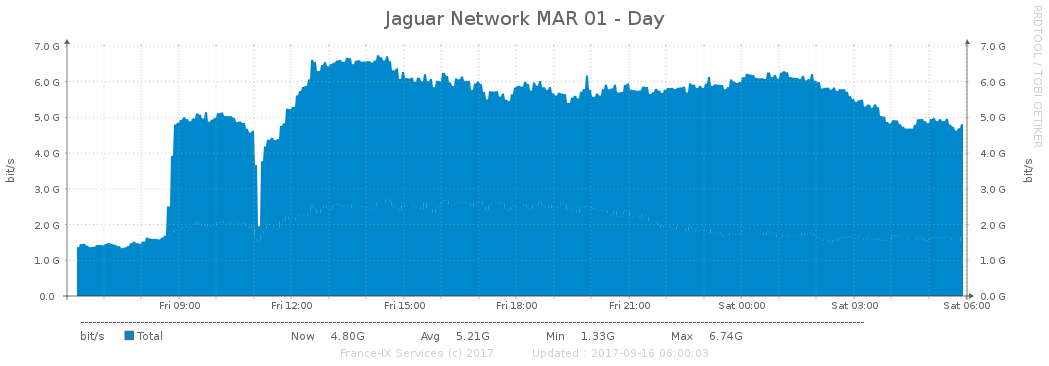 Jaguar Network MAR 01 - Day
RRDTOOL / TOBI OETIKER
bit/s
7.0 G
6.0 G
5.0 G
4.0 G
3.0 G
2.0 G
1.0 G
0.0
7.0 G
6.0 G
5.0 G
4.0 G
3.0 G
2.0 G
1.0 G
0.0 G
bit/s
Fri 09:00 Fri 12:00 Fri 15:00 Fri 18:00 Fri 21:00 Sat 00:00 Sat 03:00 Sat 06:00
bit/s Total Now 4.80G Avg 5.21G Min 1.33G Max 6.74G
France-IX Services (c) 2017 Updated : 2017-09-16 06:00:03